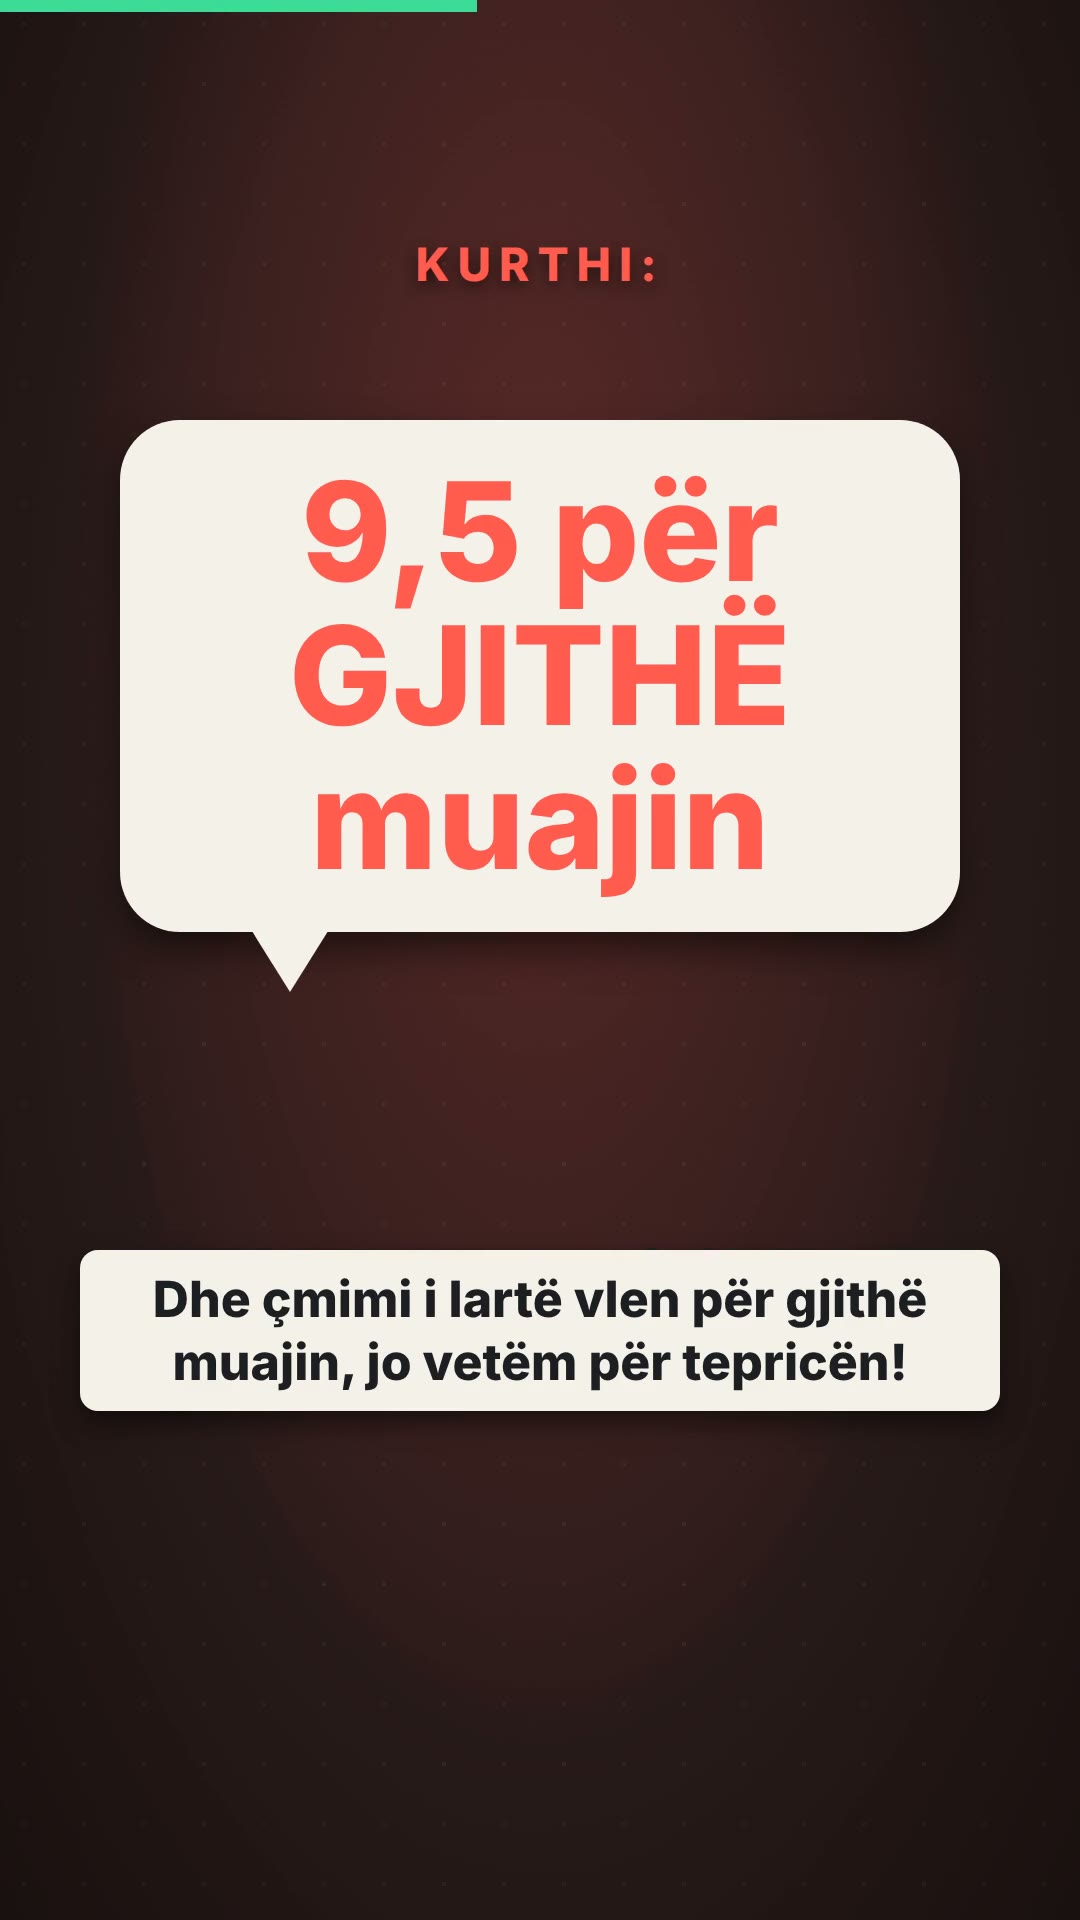 KURTHI:
9,5 për
GJITHË
muajin
Dhe çmimi i lartë vlen për gjithë
muajin, jo vetëm për tepricën!